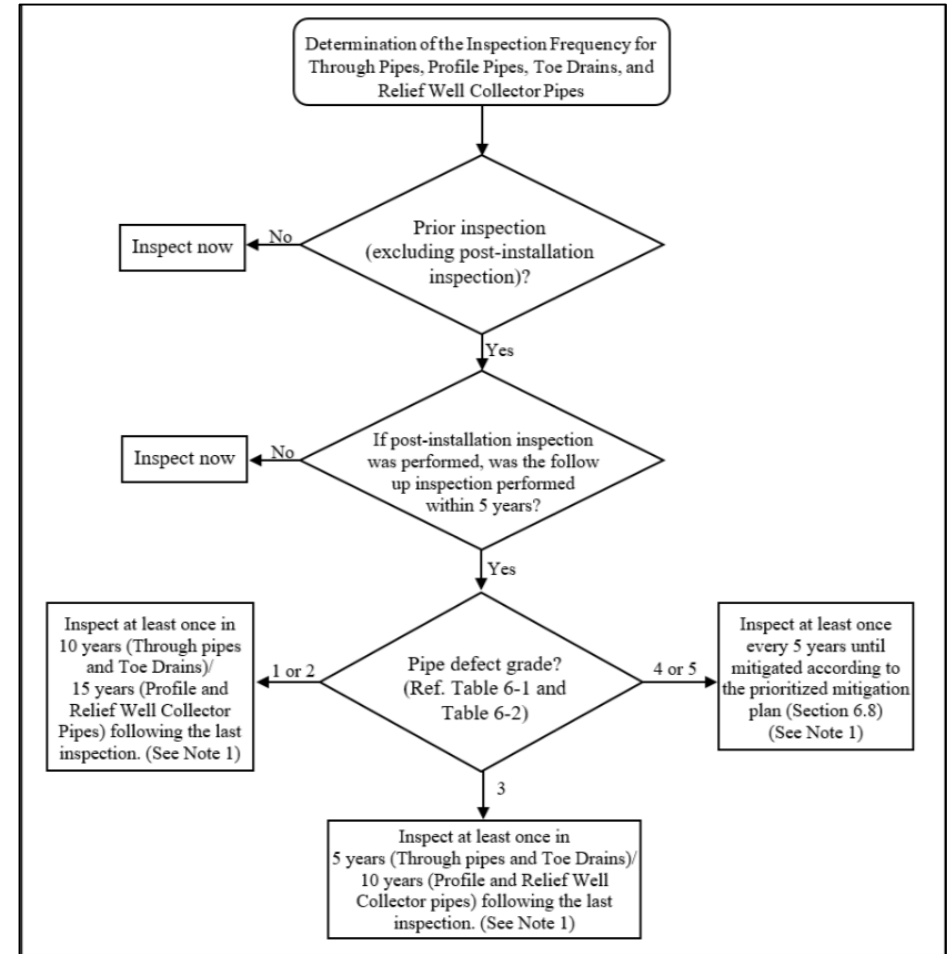 Determination of the Inspection Frequency for
Through Pipes, Profile Pipes, Toe Drains, and
Relief Well Collector Pipes
Prior inspection
(excluding post-installation
inspection)?
No
Inspect now
Yes
If post-installation inspection
was performed, was the follow
up inspection performed
within 5 years?
No
Inspect now
Yes
Pipe defect grade?
(Ref. Table 6-1 and
Table 6-2)
1 or 2
Inspect at least once in
10 years (Through pipes
and Toe Drains)/
15 years (Profile and
Relief Well Collector
Pipes) following the last
inspection. (See Note 1)
4 or 5
Inspect at least once
every 5 years until
mitigated according to
the prioritized mitigation
plan (Section 6.8)
(See Note 1)
3
Inspect at least once in
5 years (Through pipes and Toe Drains)/
10 years (Profile and Relief Well
Collector pipes) following the last
inspection. (See Note 1)